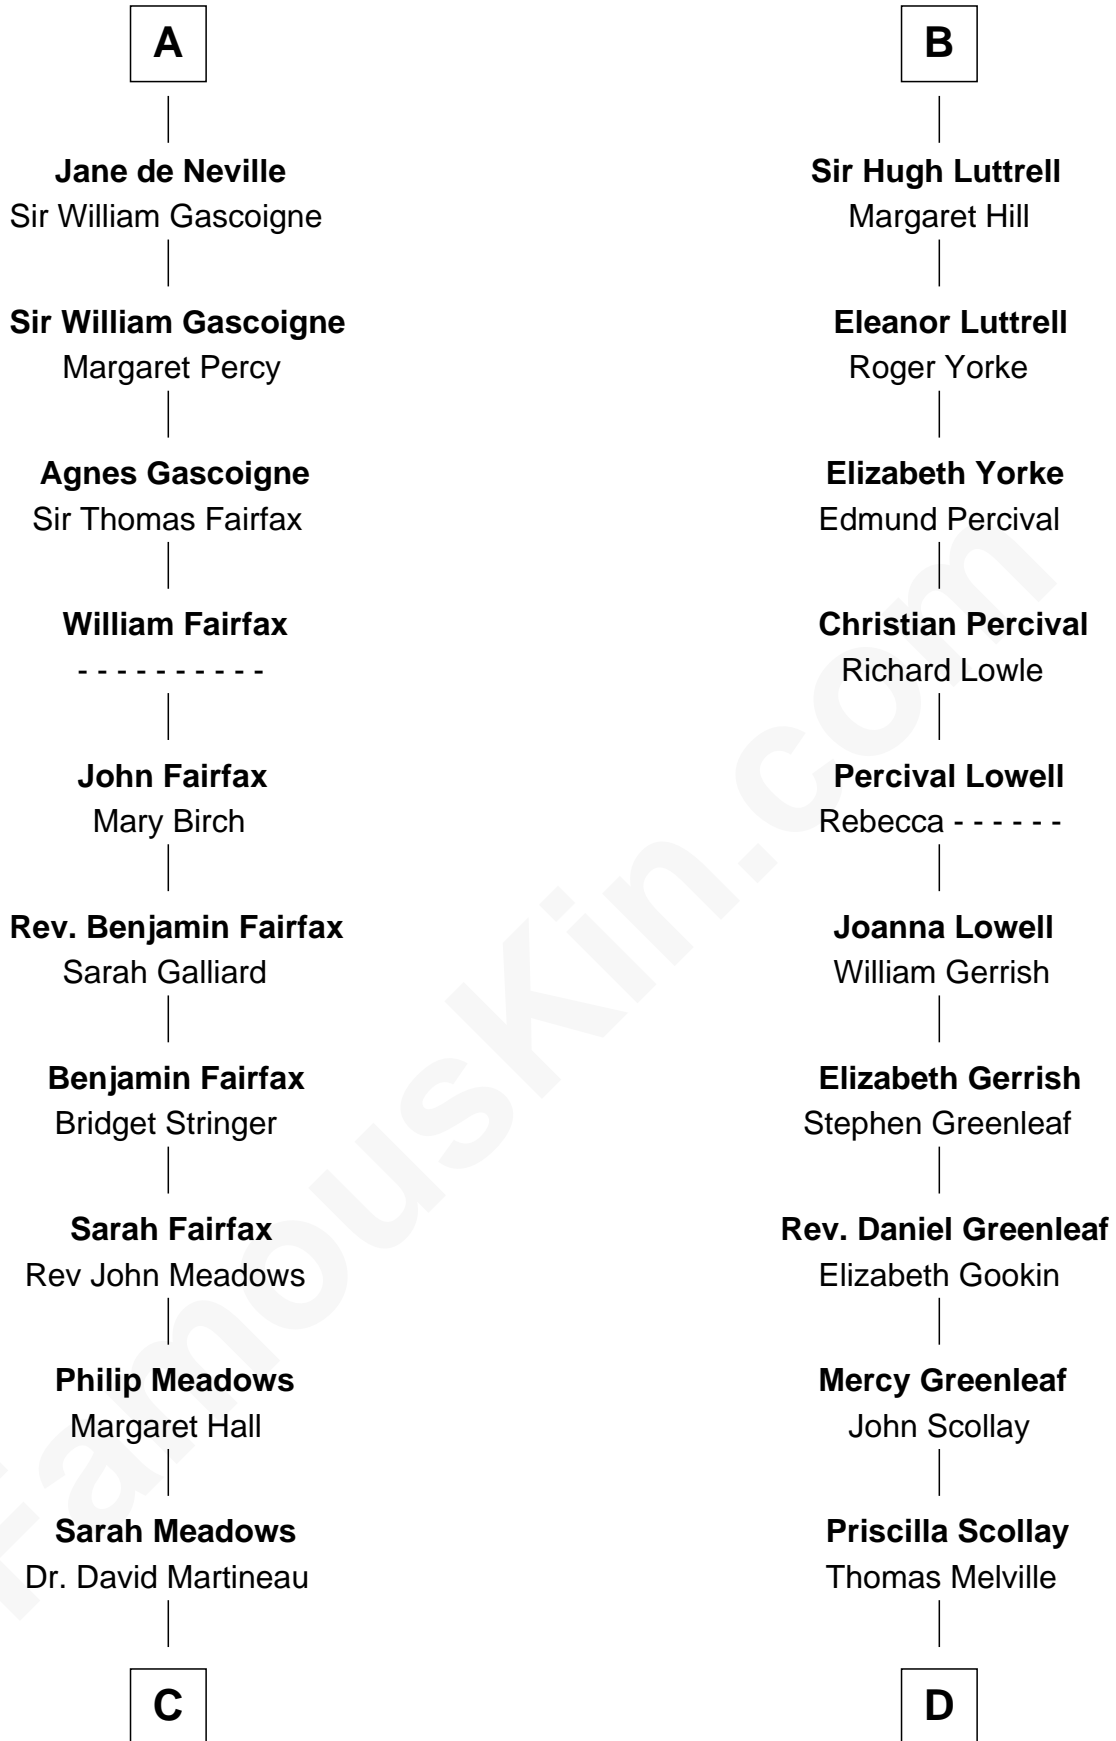 A
Jane de Neville
Sir William Gascoigne
Sir William Gascoigne
Margaret Percy
Agnes Gascoigne
Sir Thomas Fairfax
William Fairfax
- - - - - - - - - -
John Fairfax
Mary Birch
Rev. Benjamin Fairfax
Sarah Galliard
Benjamin Fairfax
Bridget Stringer
Sarah Fairfax
Rev John Meadows
Philip Meadows
Margaret Hall
Sarah Meadows
Dr. David Martineau
C
B
Sir Hugh Luttrell
Margaret Hill
Eleanor Luttrell
Roger Yorke
Elizabeth Yorke
Edmund Percival
Christian Percival
Richard Lowle
Percival Lowell
Rebecca - - - - - -
Joanna Lowell
William Gerrish
Elizabeth Gerrish
Stephen Greenleaf
Rev. Daniel Greenleaf
Elizabeth Gookin
Mercy Greenleaf
John Scollay
Priscilla Scollay
Thomas Melville
D
FamousKin.com